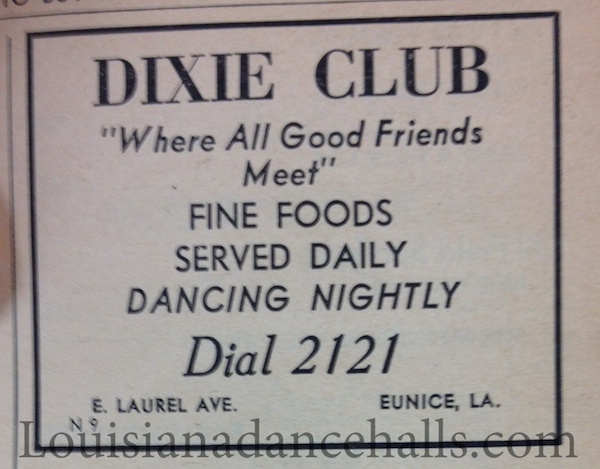 DIXIE CLUB
"Where All Good Friends
Meet"
FINE FOODS
SERVED DAILY
DANCING NIGHTLY
Dial 2121
E. LAUREL AVE. EUNICE, LA.
N 9
Louisianadancehalls.com